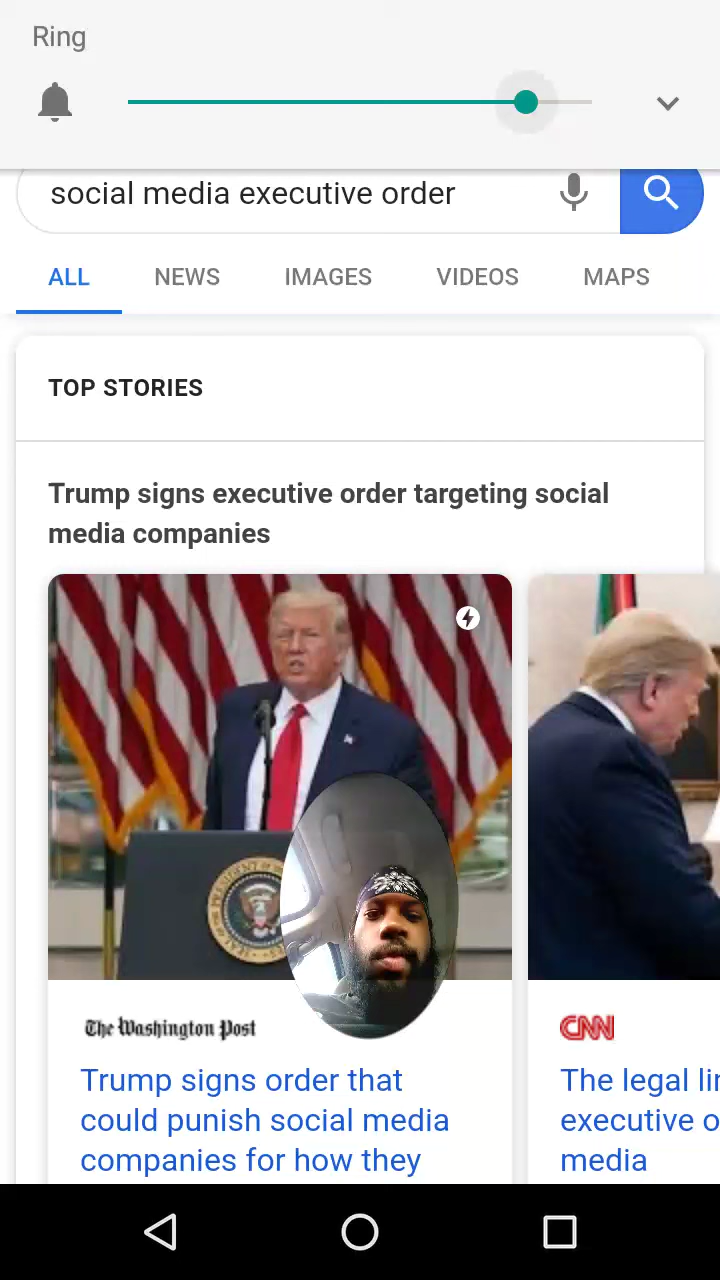 Ring
social media executive order
ALL NEWS IMAGES VIDEOS MAPS
TOP STORIES
Trump signs executive order targeting social
media companies
The Washington Post
Trump signs order that
could punish social media
companies for how they
CNN
The legal
executive
media